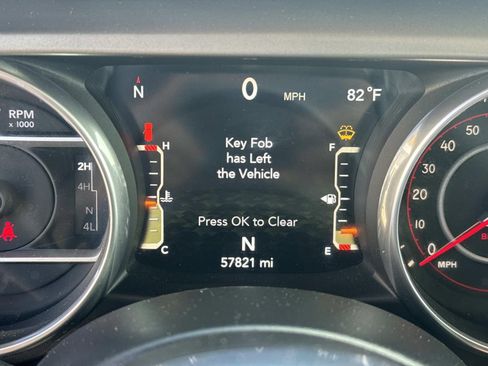 0 MPH
N
82°F
RPM
x 1000
Key Fob
has Left
the Vehicle
H
F
2H
4H
N
4L
Press OK to Clear
C
N
E
57821 mi
50
40
30
20
10
0
MPH